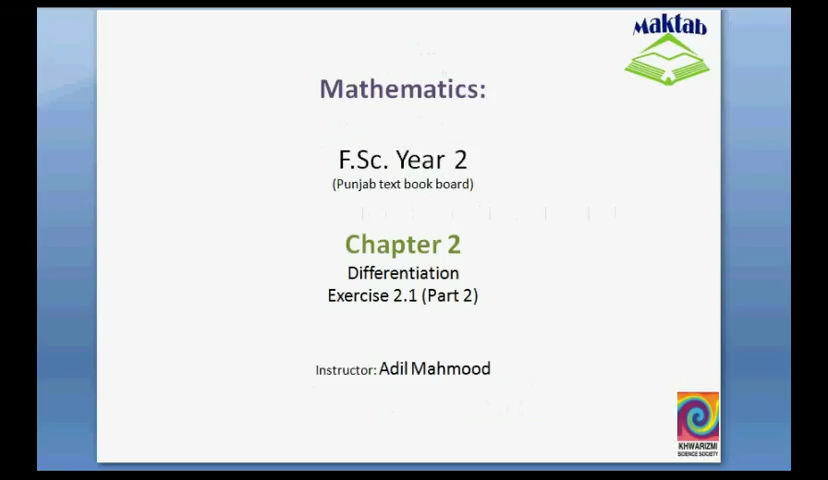 Maktab
Mathematics:
F.Sc. Year 2
(Punjab text book board)
Chapter 2
Differentiation
Exercise 2.1 (Part 2)
Instructor: Adil Mahmood
KHWARIZMI
SCIENCE SOCIETY